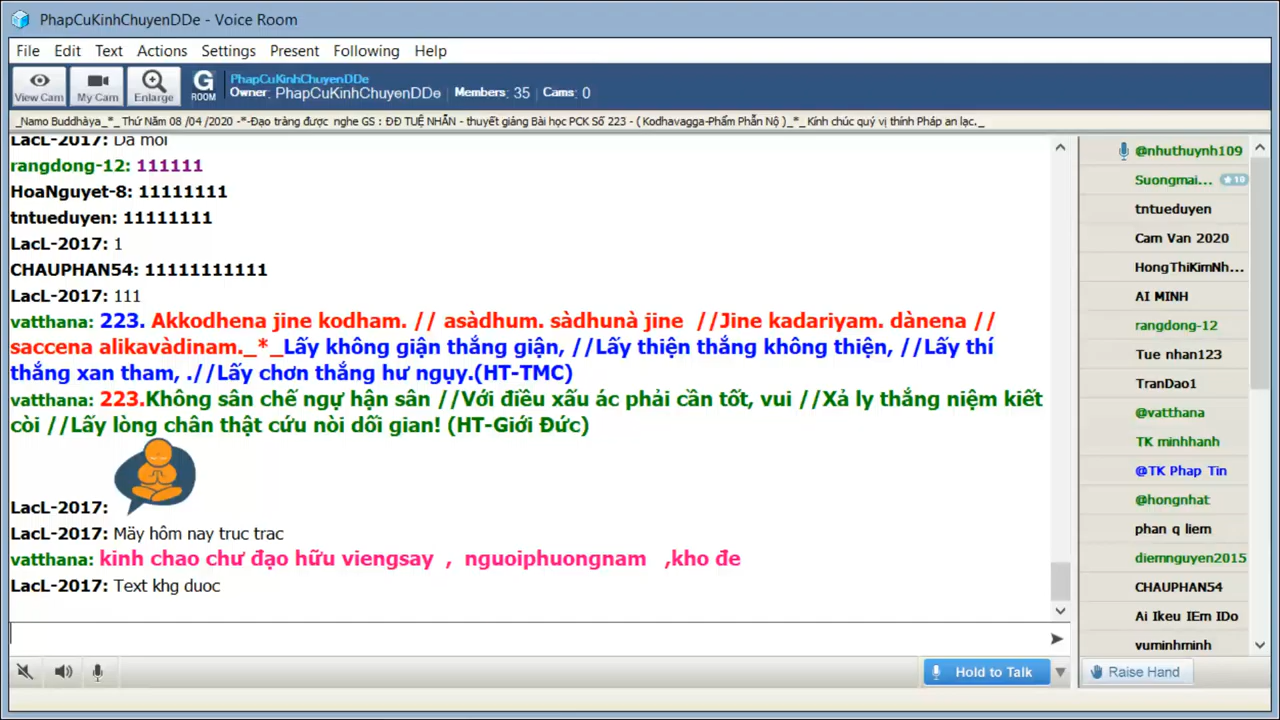 PhapCuKinhChuyenDDe - Voice Room
File Edit Text Actions Settings Present Following Help
View Cam My Cam Enlarge G ROOM
PhapCuKinhChuyenDDe
Owner: PhapCuKinhChuyenDDe Members: 35 Cams: 0
_Namo Buddhàya_*_ Thứ Năm 08 /04 /2020 -*-Đạo tràng được nghe GS : ĐĐ TUỆ NHẪN - thuyết giảng Bài học PCK Số 223 - ( Kodhavagga-Phẩm Phẫn Nộ )_*_ Kính chúc quý vị thính Pháp an lạc._
LacL-2017: Da moi
rangdong-12: 111111
HoaNguyet-8: 11111111
tntueduyen: 11111111
LacL-2017: 1
CHAUPHAN54: 11111111111
LacL-2017: 111
vatthana: 223. Akkodhena jine kodham. // asàdhum. sàdhunà jine //Jine kadariyam. dànena //
saccena alikavàdinam._*_Lấy không giận thắng giận, //Lấy thiện thắng không thiện, //Lấy thí
thắng xan tham, .//Lấy chơn thắng hư ngụy.(HT-TMC)
vatthana: 223.Không sân chế ngự hận sân //Với điều xấu ác phải cần tốt, vui //Xả ly thắng niệm kiết
còi //Lấy lòng chân thật cứu nòi dối gian! (HT-Giới Đức)
LacL-2017:
LacL-2017: Mäy hôm nay truc trac
vatthana: kinh chao chư đạo hữu viengsay , nguoiphuongnam ,kho đe
LacL-2017: Text khg duoc
Hold to Talk
@nhuthuynh109
Suongmai... 10
tntueduyen
Cam Van 2020
HongThiKimNh...
AI MINH
rangdong-12
Tue nhan123
TranDao1
@vatthana
TK minhhanh
@TK Phap Tin
@hongnhat
phan q liem
diemnguyen2015
CHAUPHAN54
Ai Ikeu IEm IDo
vuminhminh
Raise Hand